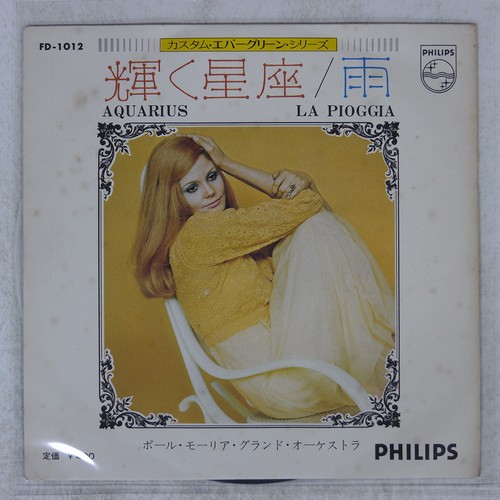 FD-1012
カスタム・エバーグリーン・シリーズ
PHILIPS
輝く星座/雨
AQUARIUS LA PIOGGIA
ポール・モーリア・グランド・オーケストラ
PHILIPS
定価